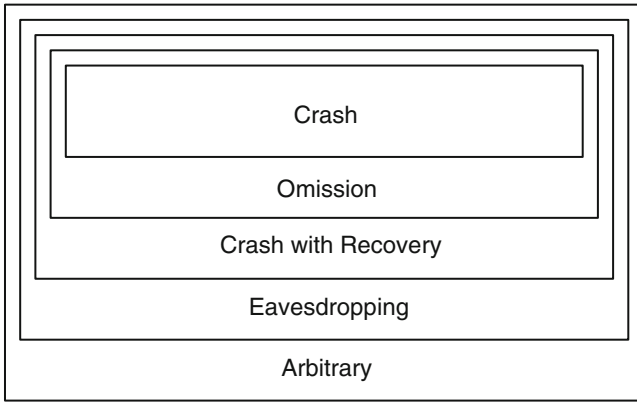 Crash
Omission
Crash with Recovery
Eavesdropping
Arbitrary